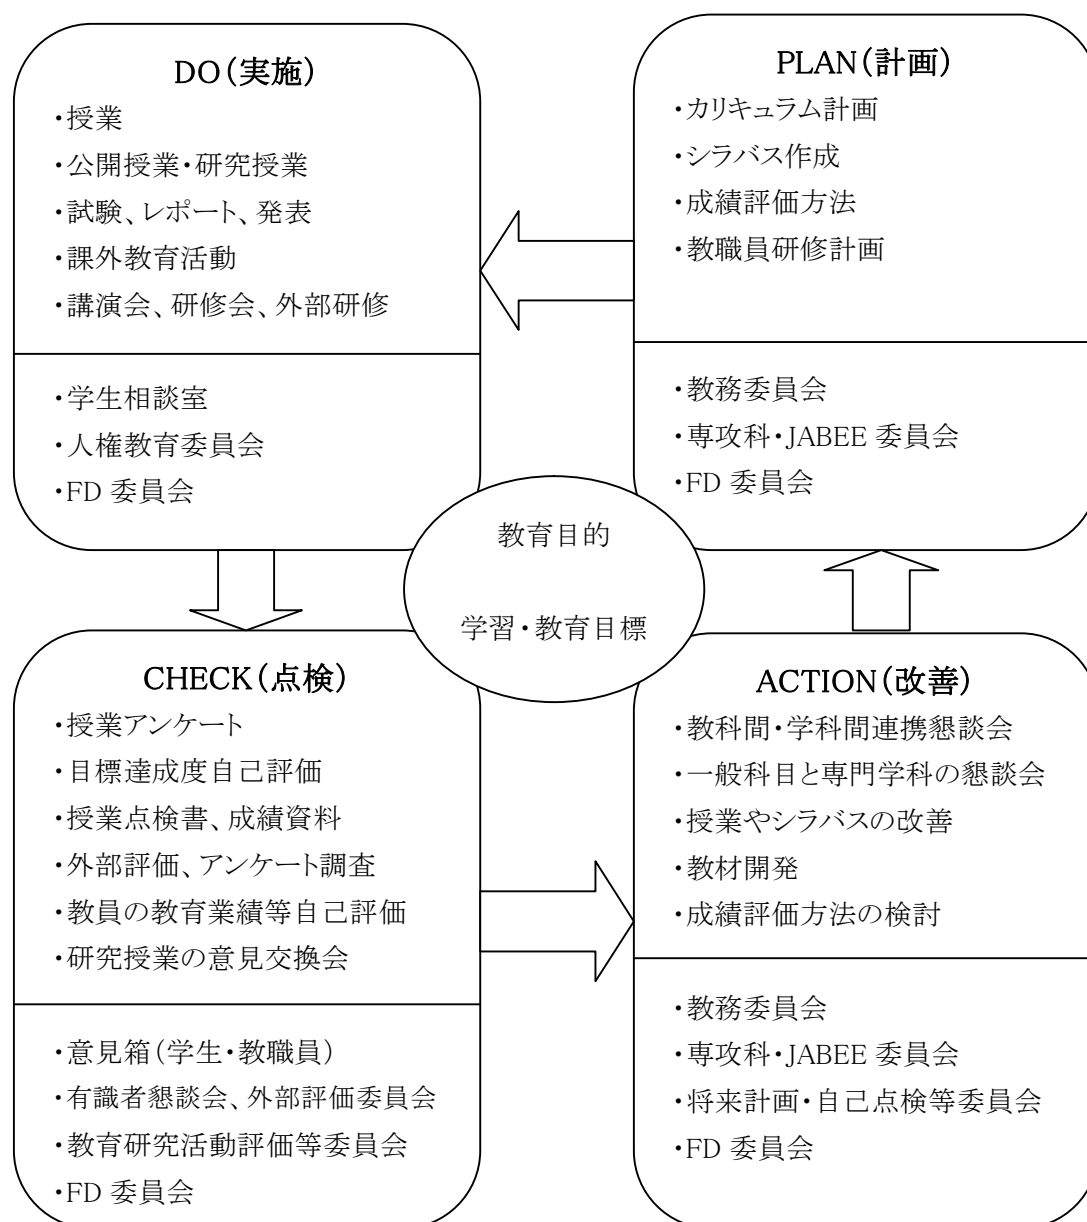 DO(実施)
・授業
・公開授業・研究授業
・試験、レポート、発表
・課外教育活動
・講演会、研修会、外部研修
・学生相談室
・人権教育委員会
・FD 委員会
PLAN(計画)
・カリキュラム計画
・シラバス作成
・成績評価方法
・教職員研修計画
・教務委員会
・専攻科・JABEE 委員会
・FD 委員会
教育目的
学習・教育目標
CHECK(点検)
・授業アンケート
・目標達成度自己評価
・授業点検書、成績資料
・外部評価、アンケート調査
・教員の教育業績等自己評価
・研究授業の意見交換会
・意見箱(学生・教職員)
・有識者懇談会、外部評価委員会
・教育研究活動評価等委員会
・FD 委員会
ACTION(改善)
・教科間・学科間連携懇談会
・一般科目と専門学科の懇談会
・授業やシラバスの改善
・教材開発
・成績評価方法の検討
・教務委員会
・専攻科・JABEE 委員会
・将来計画・自己点検等委員会
・FD 委員会